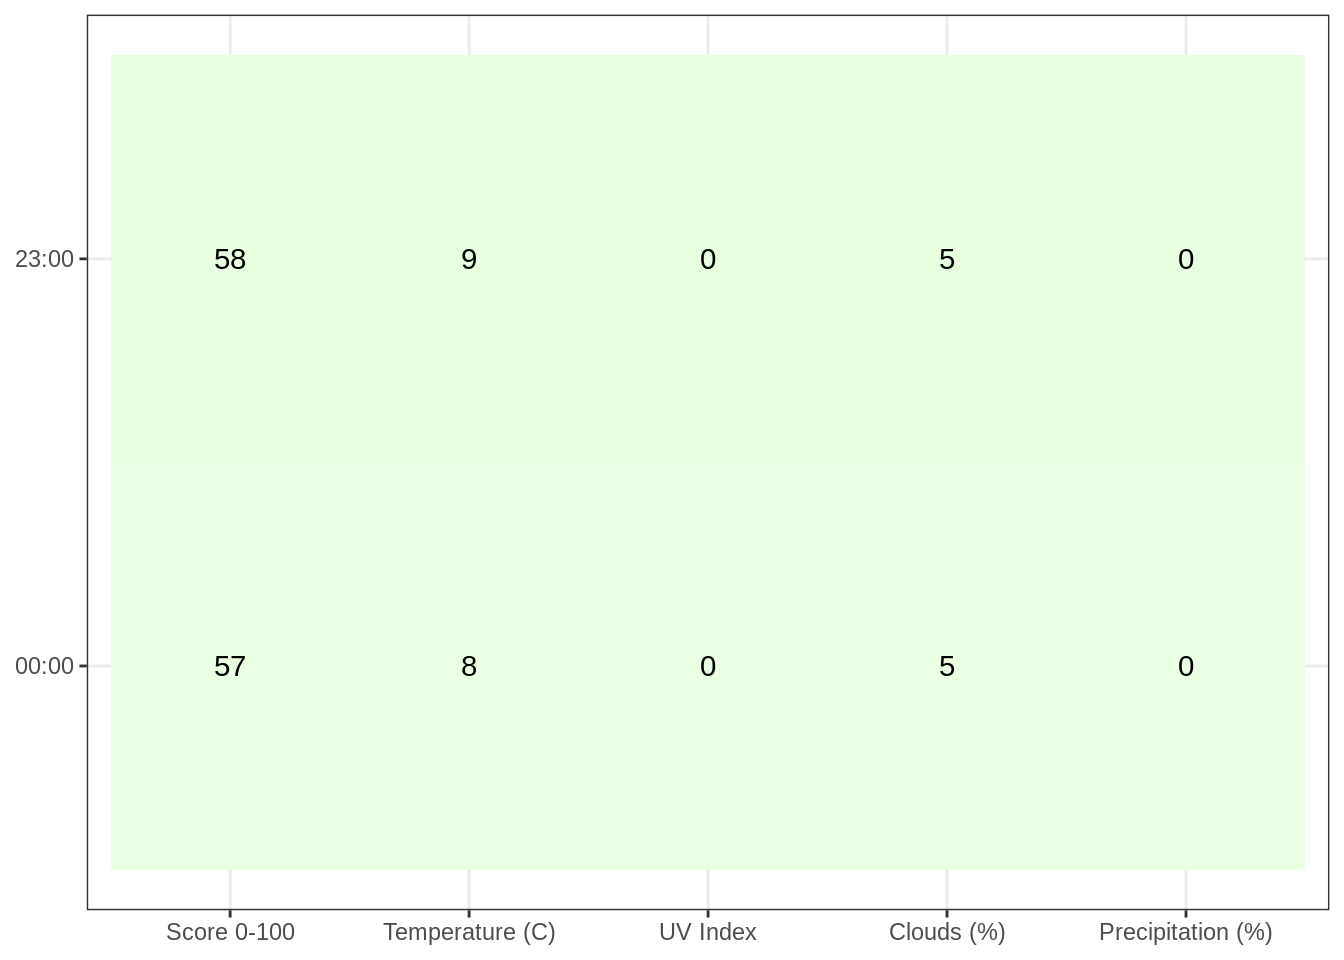 23:00 58 9 0 5 0
00:00 57 8 0 5 0
Score 0-100 Temperature (C) UV Index Clouds (%) Precipitation (%)